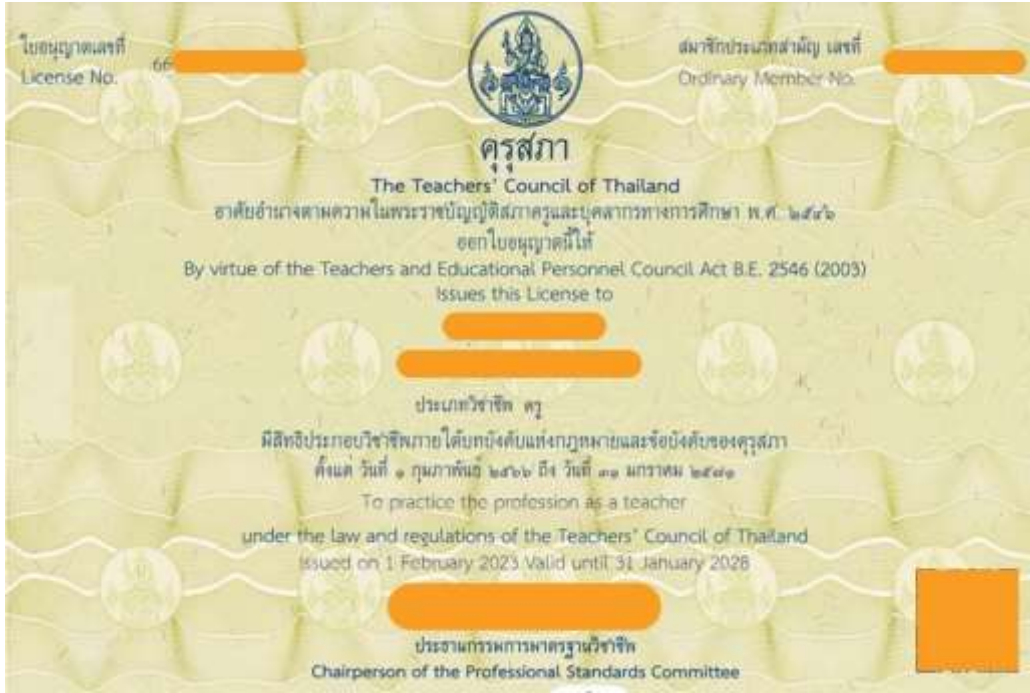 ใบอนุญาตเลขที่
License No. 66
สมาชิกประเภทสามัญ เลขที่
Ordinary Member No.
คุรุสภา
The Teachers' Council of Thailand
อาศัยอำนาจตามความในพระราชบัญญัติสภาครูและบุคลากรทางการศึกษา พ.ศ. ๒๕๔๖
ออกใบอนุญาตนี้ให้
By virtue of the Teachers and Educational Personnel Council Act B.E. 2546 (2003)
Issues this License to
ประเภทวิชาชีพ ครู
มีสิทธิประกอบวิชาชีพภายใต้บทบังคับแห่งกฎหมายและข้อบังคับของคุรุสภา
ตั้งแต่ วันที่ ๑ กุมภาพันธ์ ๒๕๖๖ ถึง วันที่ ๓๑ มกราคม ๒๕๗๑
To practice the profession as a teacher
under the law and regulations of the Teachers' Council of Thailand
Issued on 1 February 2023 Valid until 31 January 2028
ประธานกรรมการมาตรฐานวิชาชีพ
Chairperson of the Professional Standards Committee